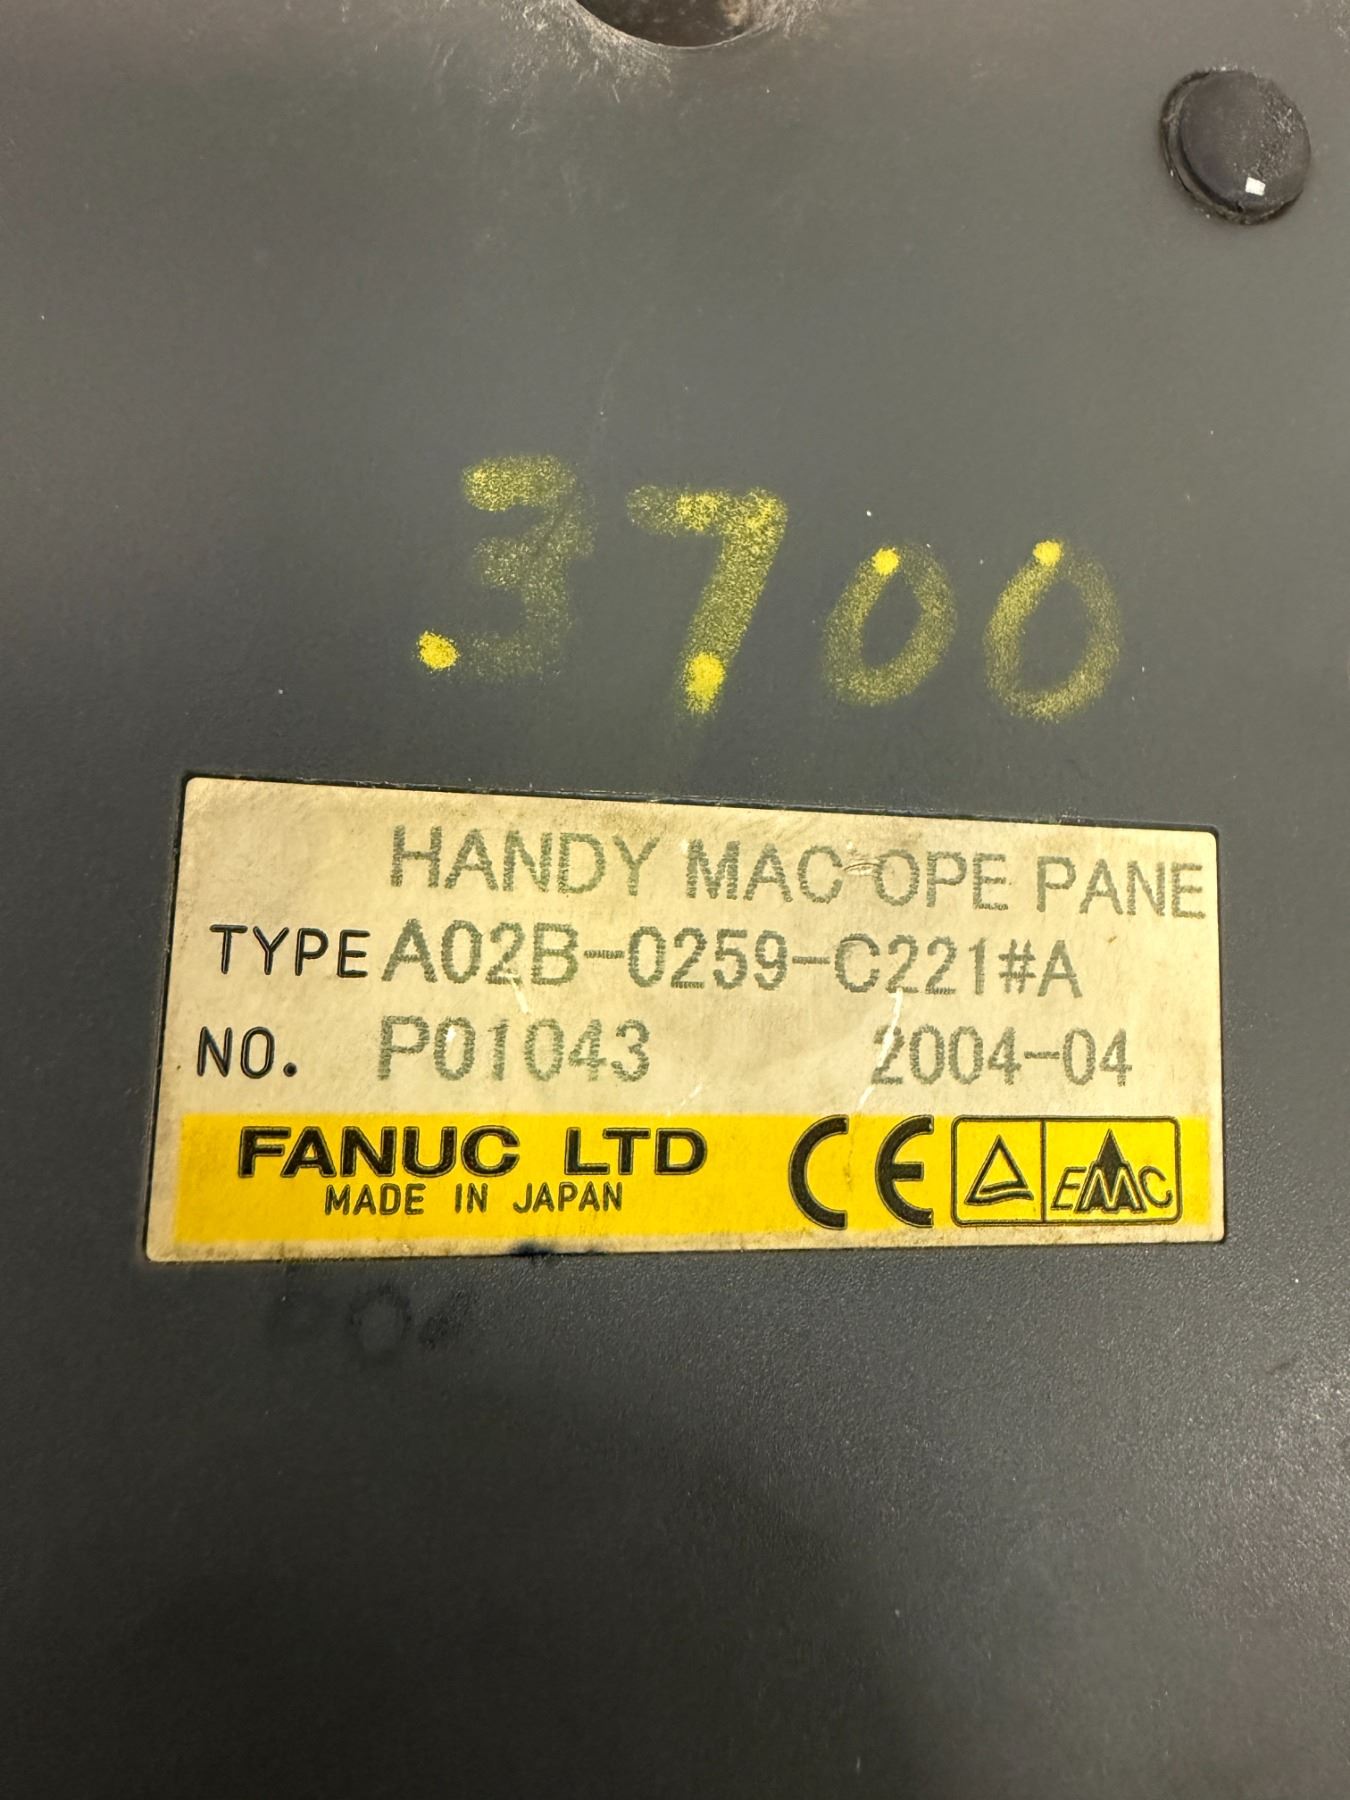 3700
HANDY MAC OPE PANE
TYPE A02B-0259-C221#A
NO. P01043 2004-04
FANUC LTD CE EMC
MADE IN JAPAN